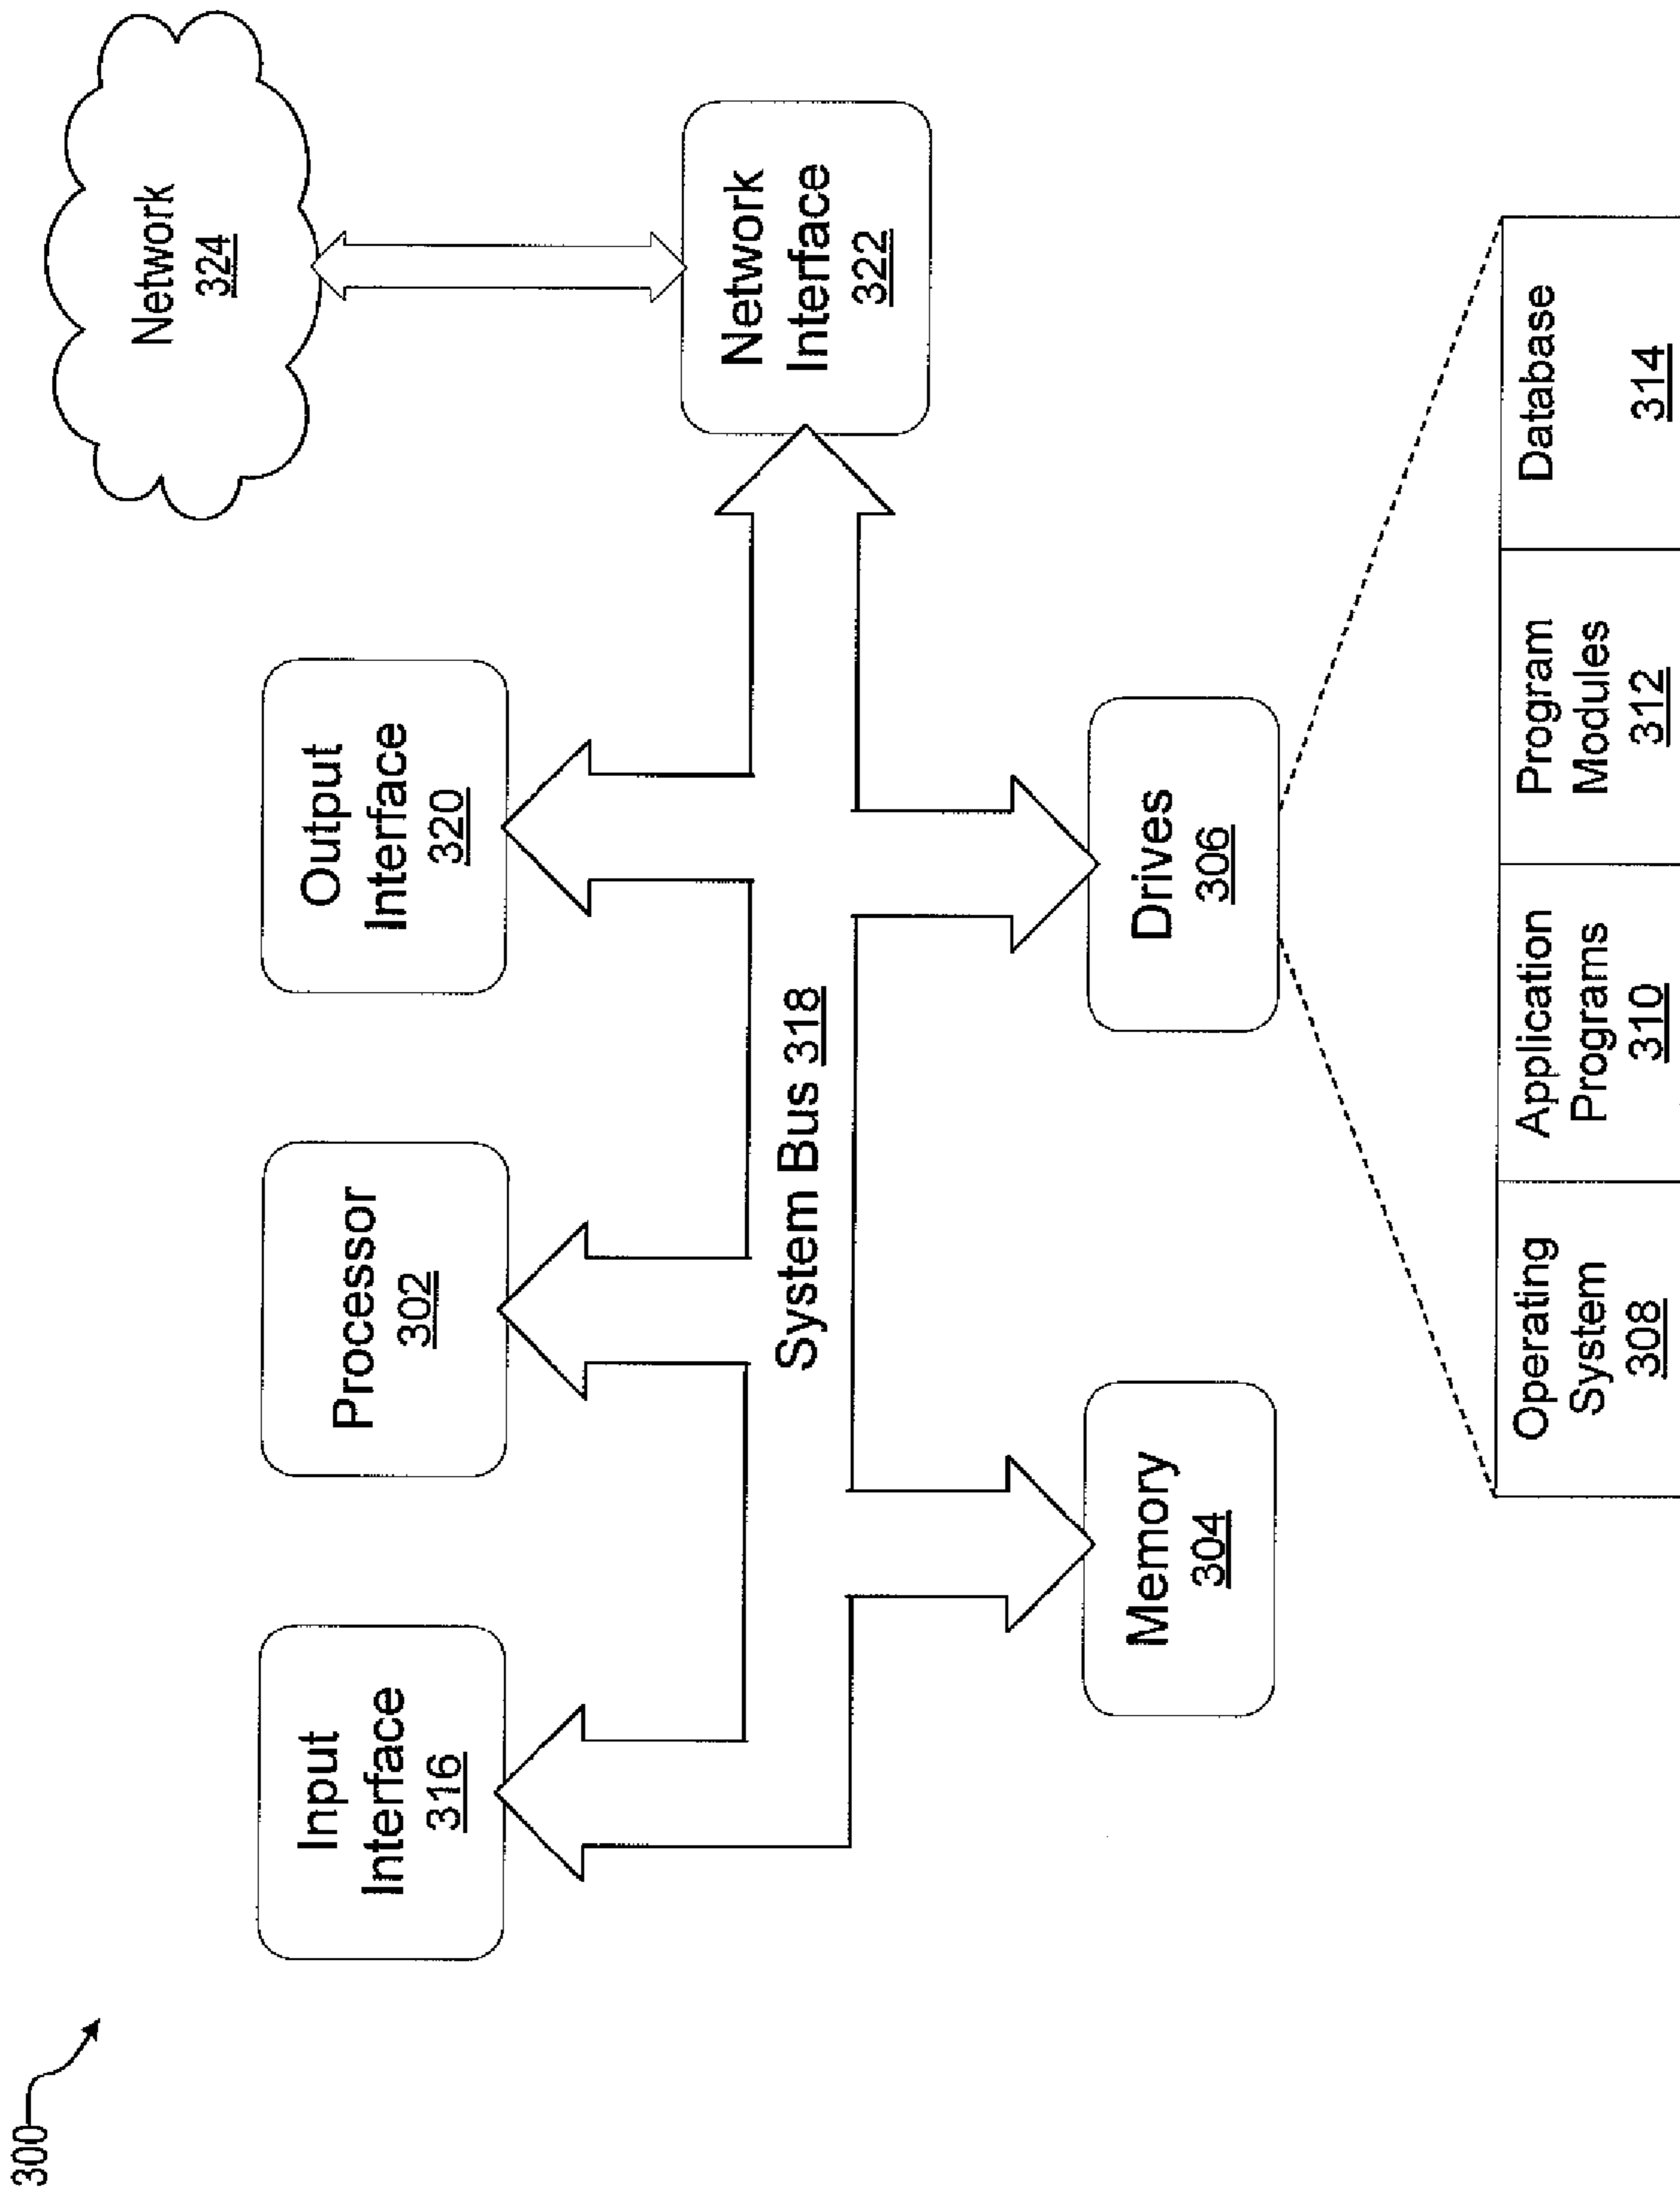 300
Input
Interface
316
Processor
302
Output
Interface
320
Network
324
System Bus 318
Network
Interface
322
Memory
304
Drives
306
Operating
System
308
Application
Programs
310
Program
Modules
312
Database
314